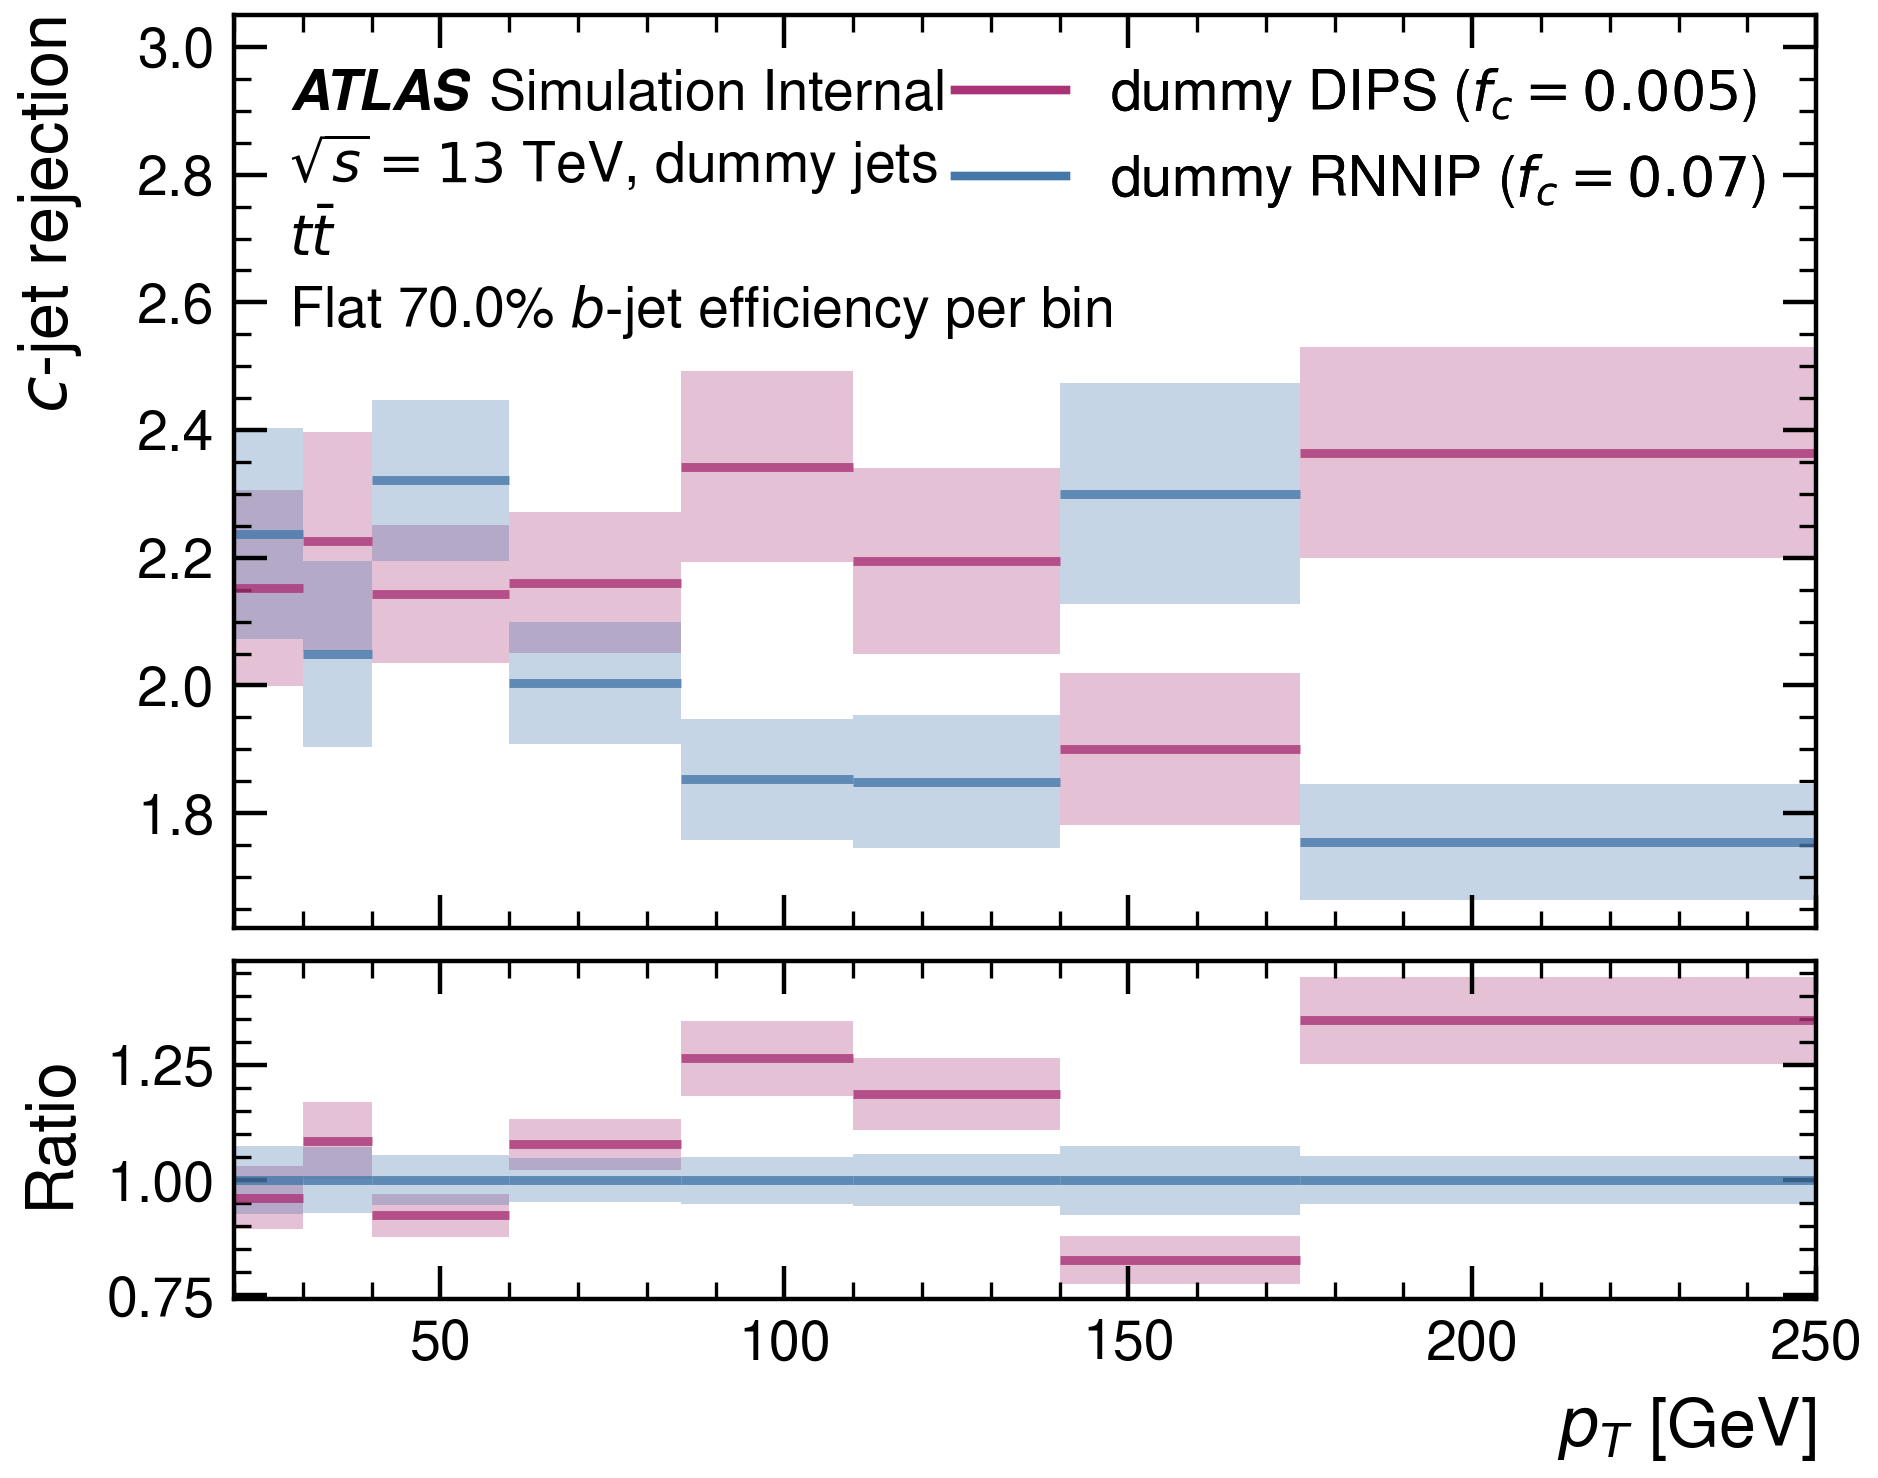 c-jet rejection
3.0
2.8
2.6
2.4
2.2
2.0
1.8
ATLAS Simulation Internal
√s = 13 TeV, dummy jets
tt̄
Flat 70.0% b-jet efficiency per bin
dummy DIPS (f_c = 0.005)
dummy RNNIP (f_c = 0.07)
Ratio
1.25
1.00
0.75
50 100 150 200 250
p_T [GeV]